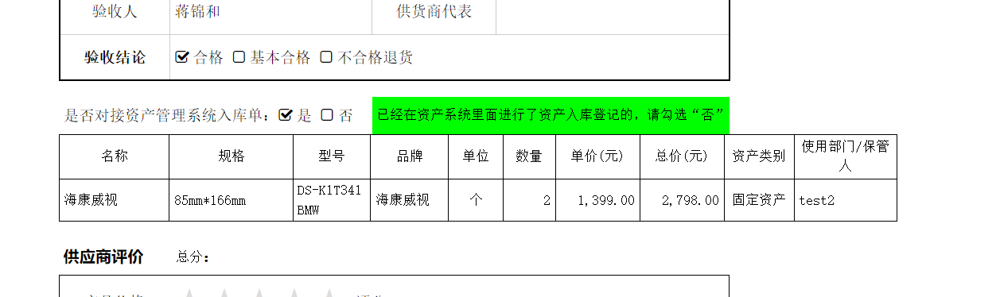 验收人 蒋锦和 供货商代表
验收结论 合格 基本合格 不合格退货
是否对接资产管理系统入库单： 是 否 已经在资产系统里面进行了资产入库登记的，请勾选“否”
名称 规格 型号 品牌 单位 数量 单价(元) 总价(元) 资产类别 使用部门/保管
人
海康威视 85mm*166mm DS-K1T341 海康威视 个 2 1,399.00 2,798.00 固定资产 test2
BMW
供应商评价 总分：